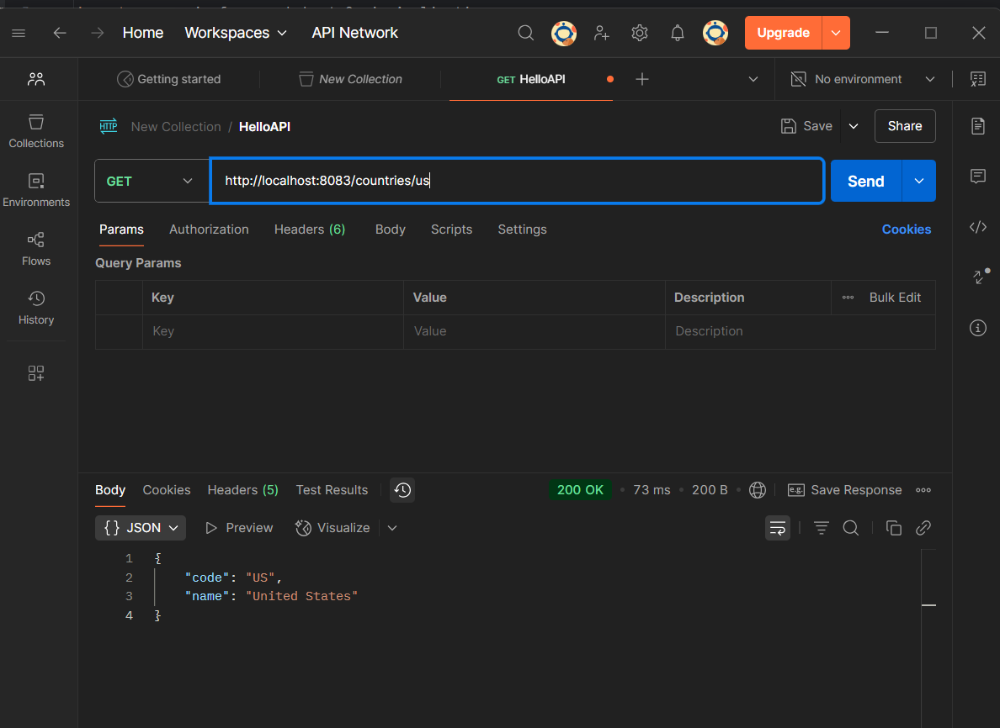 Home Workspaces API Network Upgrade
Getting started New Collection GET HelloAPI No environment
HTTP New Collection / HelloAPI Save Share
Collections
GET http://localhost:8083/countries/us Send
Environments
Params Authorization Headers (6) Body Scripts Settings Cookies
Flows
Query Params
Key Value Description Bulk Edit
History
Key Value Description
Body Cookies Headers (5) Test Results 200 OK • 73 ms • 200 B • e.g. Save Response
{} JSON Preview Visualize
1 {
2 "code": "US",
3 "name": "United States"
4 }